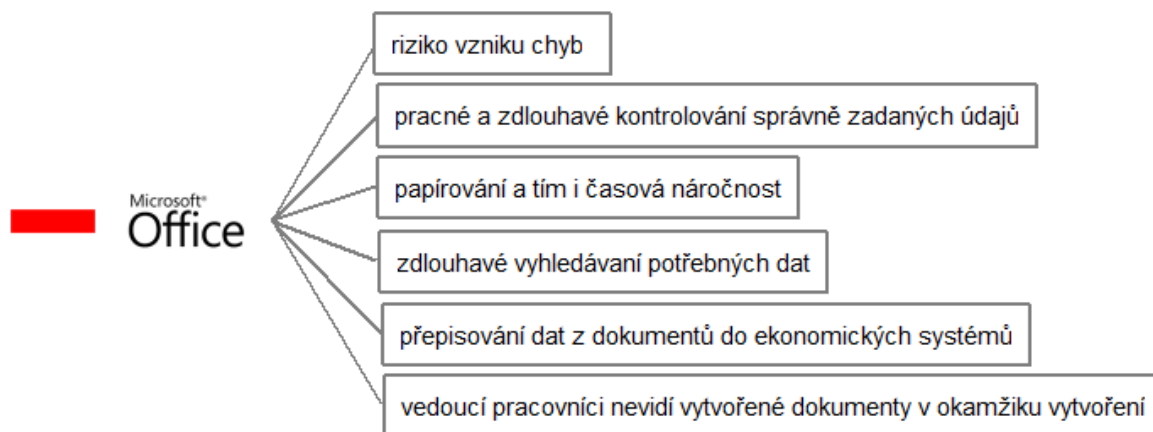 riziko vzniku chyb
pracné a zdlouhavé kontrolování správně zadaných údajů
papírování a tím i časová náročnost
Microsoft®
Office
zdlouhavé vyhledávaní potřebných dat
přepisování dat z dokumentů do ekonomických systémů
vedoucí pracovníci nevidí vytvořené dokumenty v okamžiku vytvoření